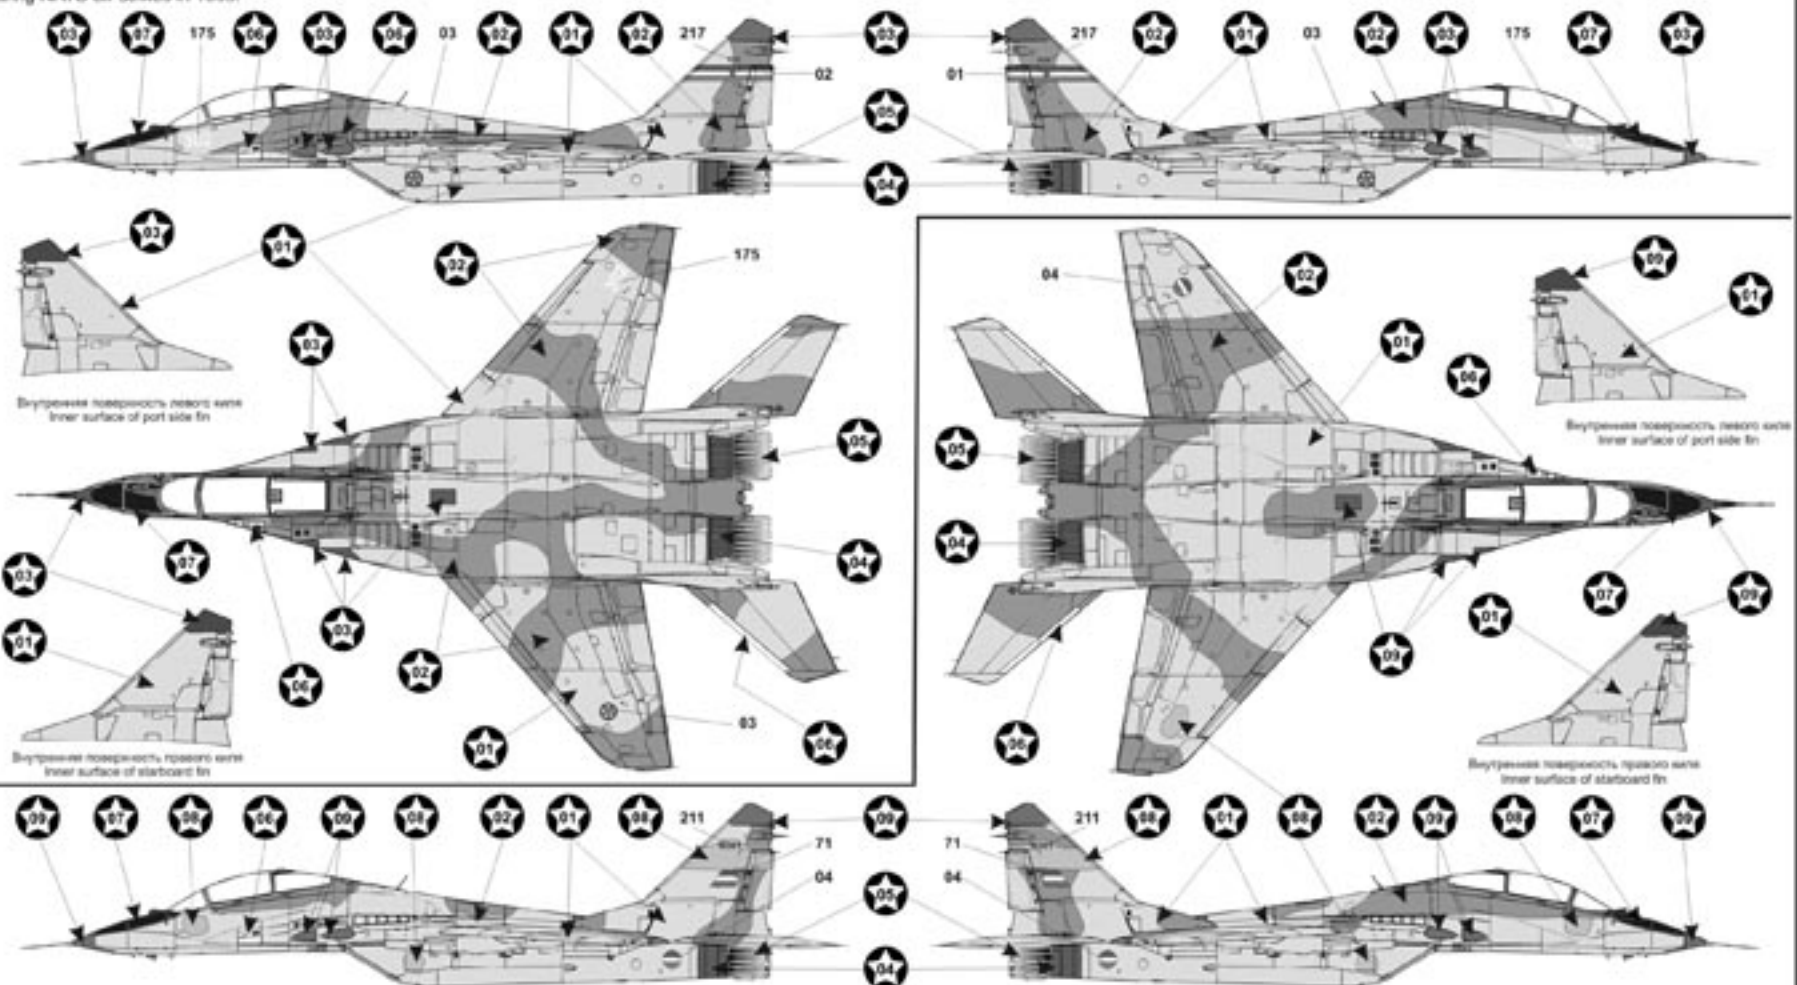 03 07 175 06 03 06 03 02 01 02 217 03 217 02 01 03 02 03 175 07 03
02 01
05
04
03 01 02 175 04 02 09 01
03 01 06
Внутренняя поверхность левого киля
Inner surface of port side fin
Внутренняя поверхность левого киля
Inner surface of port side fin
05 05
07 04 04
03 03 07 09
01 03 01
06 02 09
03
01 06 06
Внутренняя поверхность правого киля
Inner surface of starboard fin
Внутренняя поверхность правого киля
Inner surface of starboard fin
09 07 08 06 09 08 02 01 08 211 09 211 08 01 08 02 09 08 07 09
71 71
04 04
05
04